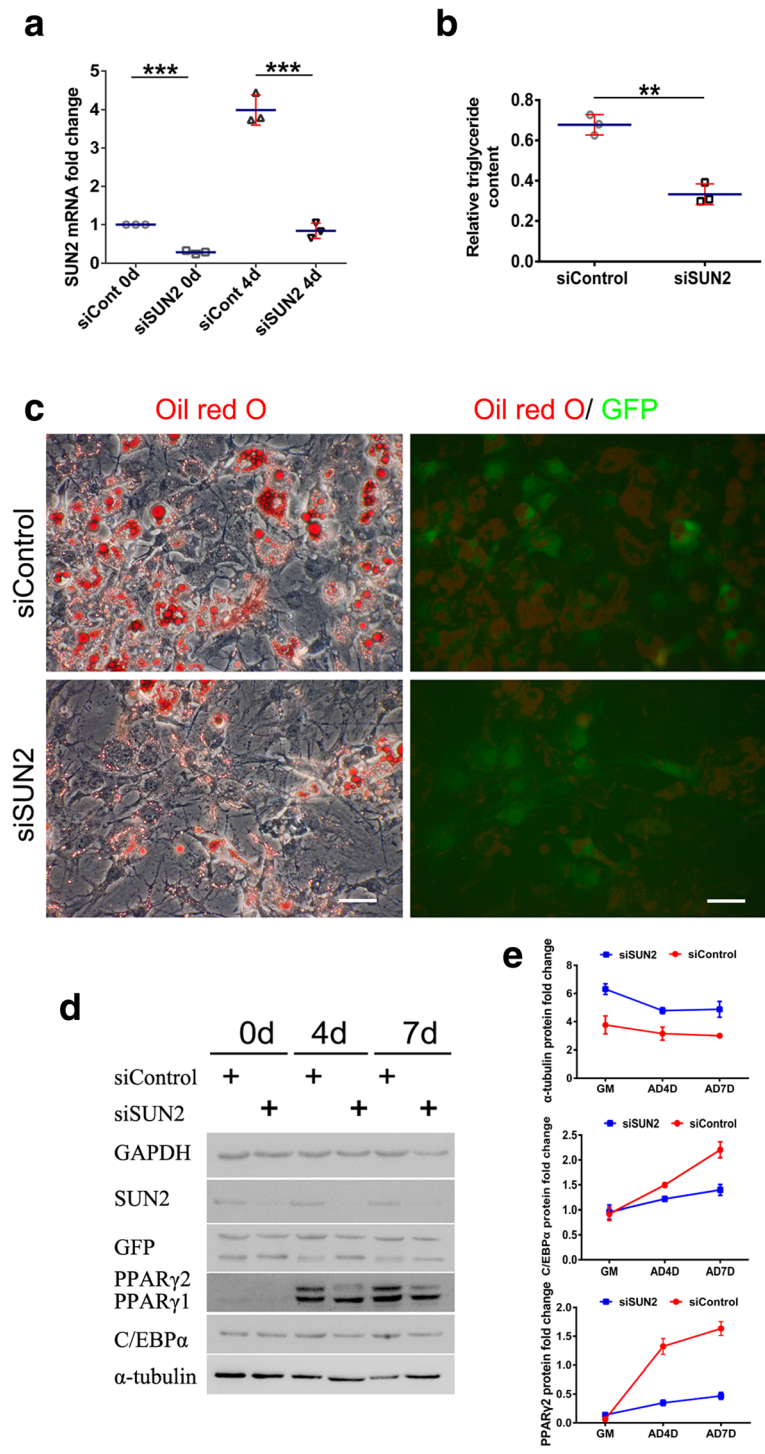 a
SUN2 mRNA fold change
***
***
5
4
3
2
1
0
siCont 0d
siSUN2 0d
siCont 4d
siSUN2 4d
b
Relative triglyceride content
**
0.8
0.6
0.4
0.2
0.0
siControl
siSUN2
c
Oil red O
Oil red O/ GFP
siControl
siSUN2
d
0d 4d 7d
siControl + + +
siSUN2 + + +
GAPDH
SUN2
GFP
PPARγ2
PPARγ1
C/EBPα
α-tubulin
e
siSUN2 siControl
α-tubulin protein fold change
8
6
4
2
0
GM AD4D AD7D
siSUN2 siControl
C/EBPα protein fold change
2.5
2.0
1.5
1.0
0.5
0.0
GM AD4D AD7D
siSUN2 siControl
PPARγ2 protein fold change
2.0
1.5
1.0
0.5
0.0
GM AD4D AD7D